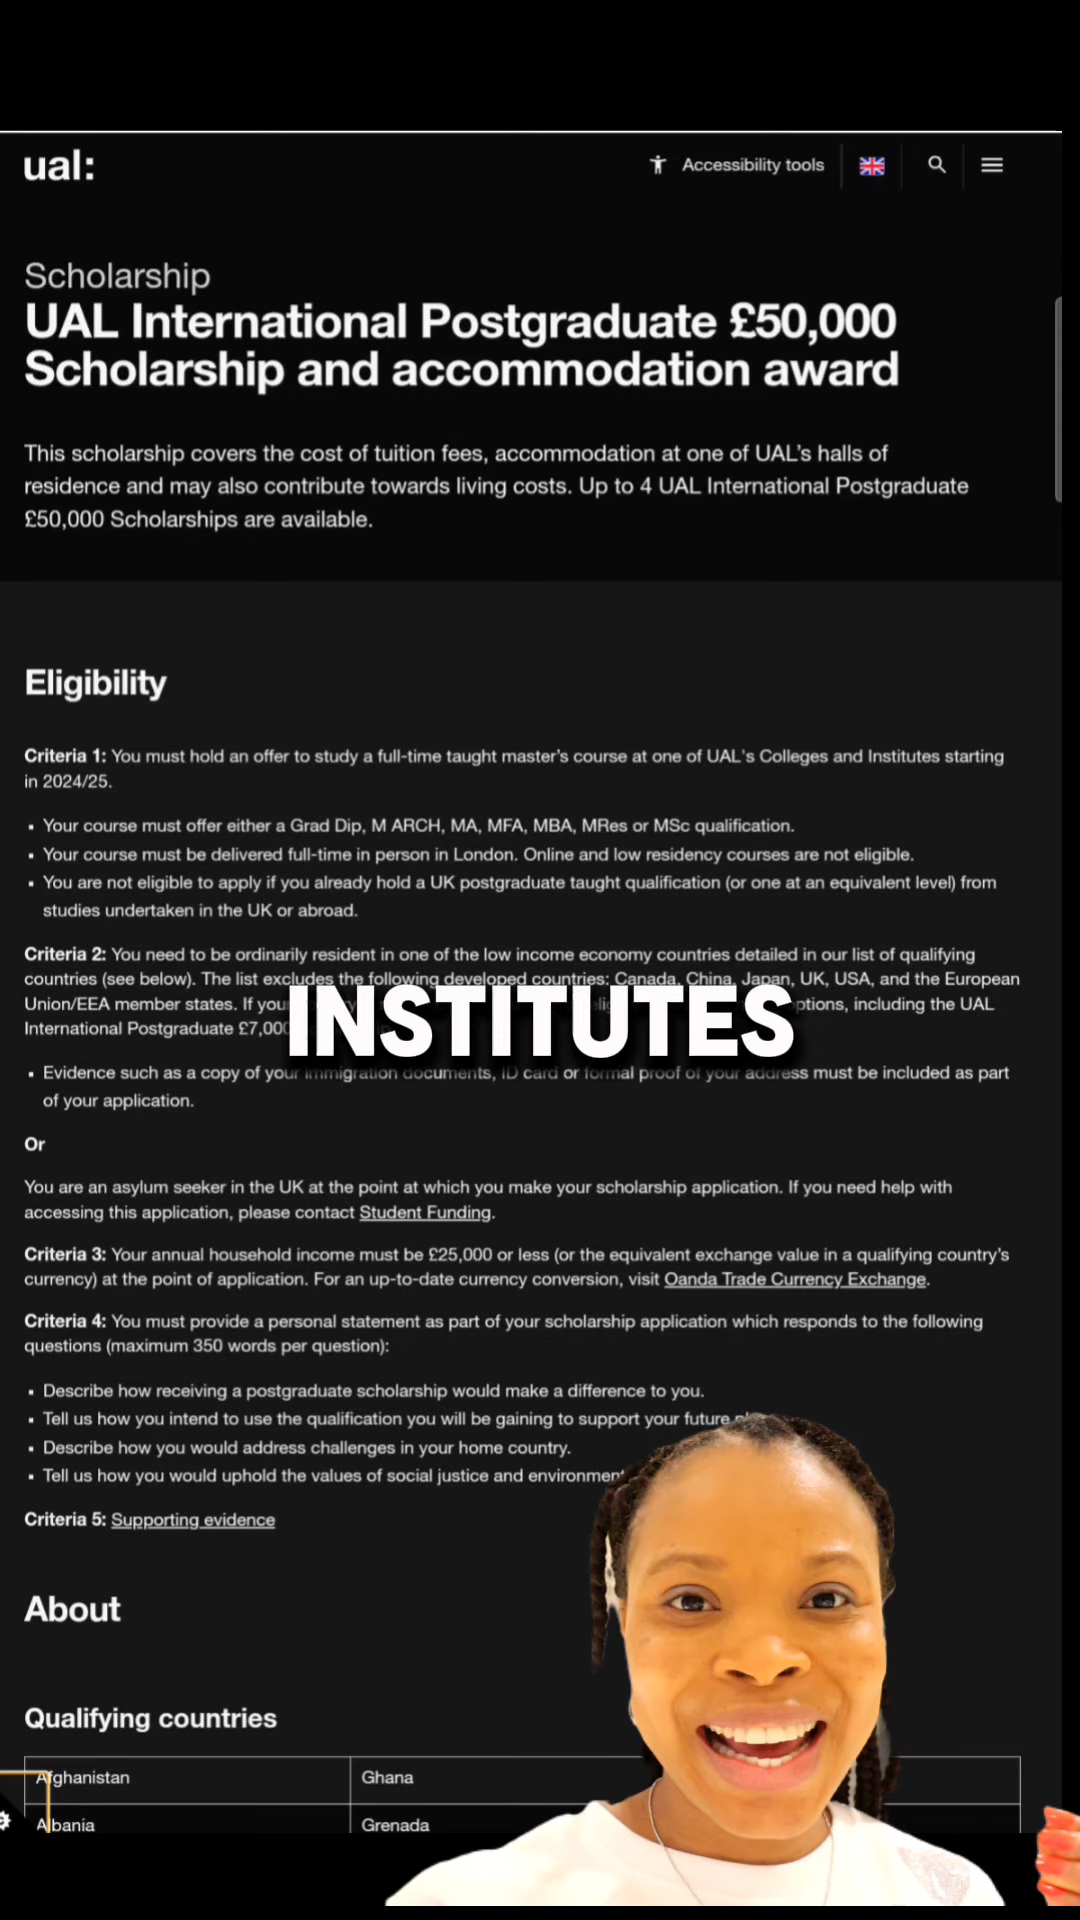 ual:
Accessibility tools
Scholarship
UAL International Postgraduate £50,000
Scholarship and accommodation award
This scholarship covers the cost of tuition fees, accommodation at one of UAL's halls of
residence and may also contribute towards living costs. Up to 4 UAL International Postgraduate
£50,000 Scholarships are available.
Eligibility
Criteria 1: You must hold an offer to study a full-time taught master's course at one of UAL's Colleges and Institutes starting
in 2024/25.
▪ Your course must offer either a Grad Dip, M ARCH, MA, MFA, MBA, MRes or MSc qualification.
▪ Your course must be delivered full-time in person in London. Online and low residency courses are not eligible.
▪ You are not eligible to apply if you already hold a UK postgraduate taught qualification (or one at an equivalent level) from
studies undertaken in the UK or abroad.
Criteria 2: You need to be ordinarily resident in one of the low income economy countries detailed in our list of qualifying
countries (see below). The list excludes the following developed countries: Canada, China, Japan, UK, USA, and the European
Union/EEA member states. If your including the UAL
International Postgraduate £7,000
INSTITUTES
▪ Evidence such as a copy of your immigration documents, ID card or formal proof of your address must be included as part
of your application.
Or
You are an asylum seeker in the UK at the point at which you make your scholarship application. If you need help with
accessing this application, please contact Student Funding.
Criteria 3: Your annual household income must be £25,000 or less (or the equivalent exchange value in a qualifying country's
currency) at the point of application. For an up-to-date currency conversion, visit Oanda Trade Currency Exchange.
Criteria 4: You must provide a personal statement as part of your scholarship application which responds to the following
questions (maximum 350 words per question):
▪ Describe how receiving a postgraduate scholarship would make a difference to you.
▪ Tell us how you intend to use the qualification you will be gaining to support your future
▪ Describe how you would address challenges in your home country.
▪ Tell us how you would uphold the values of social justice and
Criteria 5: Supporting evidence
About
Qualifying countries
Afghanistan Ghana
Albania Grenada